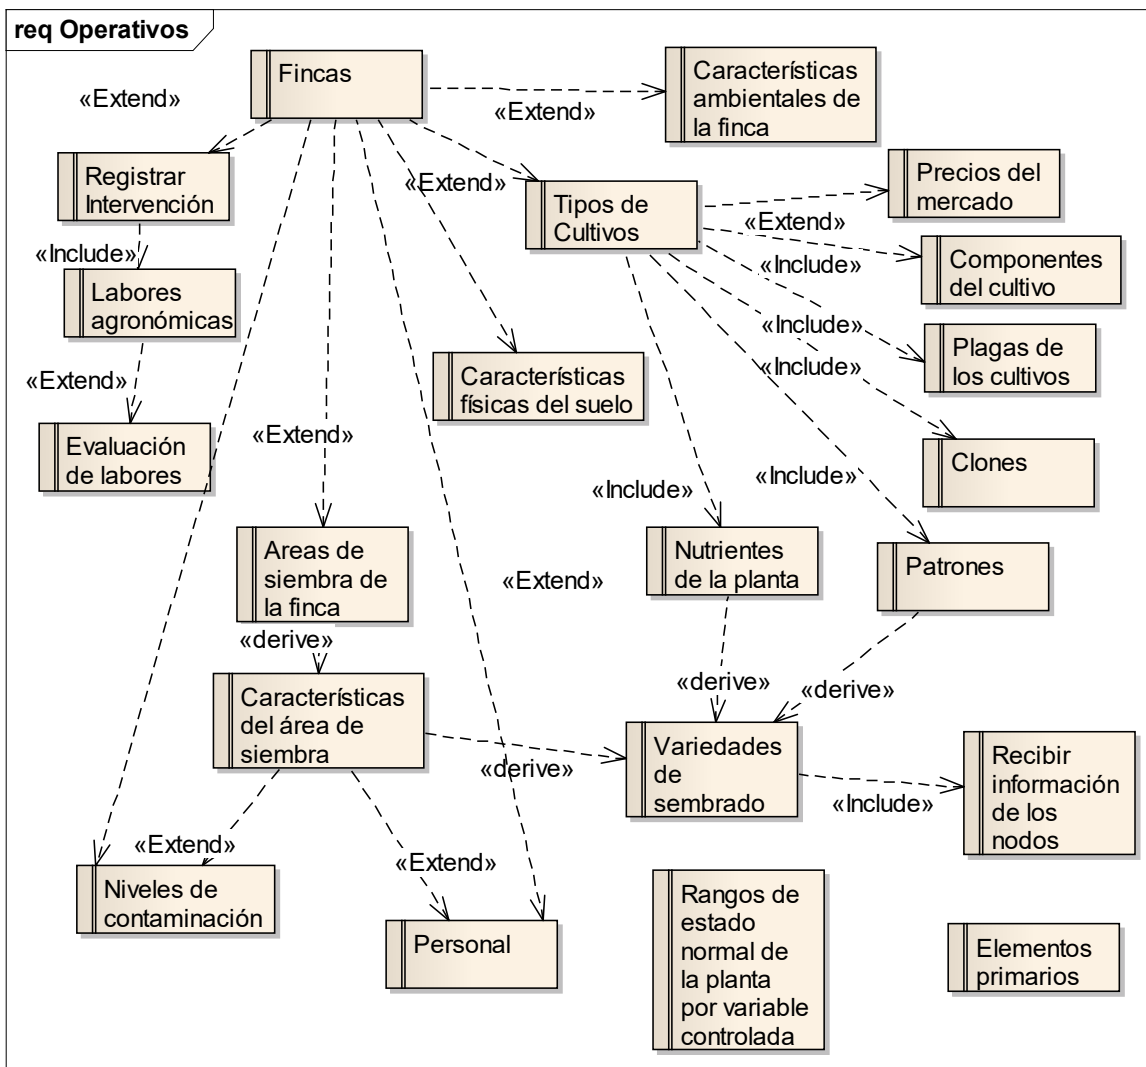 req Operativos
Fincas
Características
ambientales de
la finca
«Extend»
«Extend»
Registrar
Intervención
«Extend»
Tipos de
Cultivos
Precios del
mercado
«Extend»
«Include»
Componentes
del cultivo
«Include»
Labores
agronómicas
«Include»
Plagas de
los cultivos
«Include»
Características
físicas del suelo
«Extend»
Evaluación
de labores
«Extend»
Clones
«Include»
«Include»
Areas de
siembra de
la finca
Nutrientes
de la planta
Patrones
«Extend»
«derive»
Características
del área de
siembra
«derive»
«derive»
Variedades
de
sembrado
«derive»
Recibir
información
de los
nodos
«Include»
«Extend»
«Extend»
Niveles de
contaminación
Personal
Rangos de
estado
normal de
la planta
por variable
controlada
Elementos
primarios